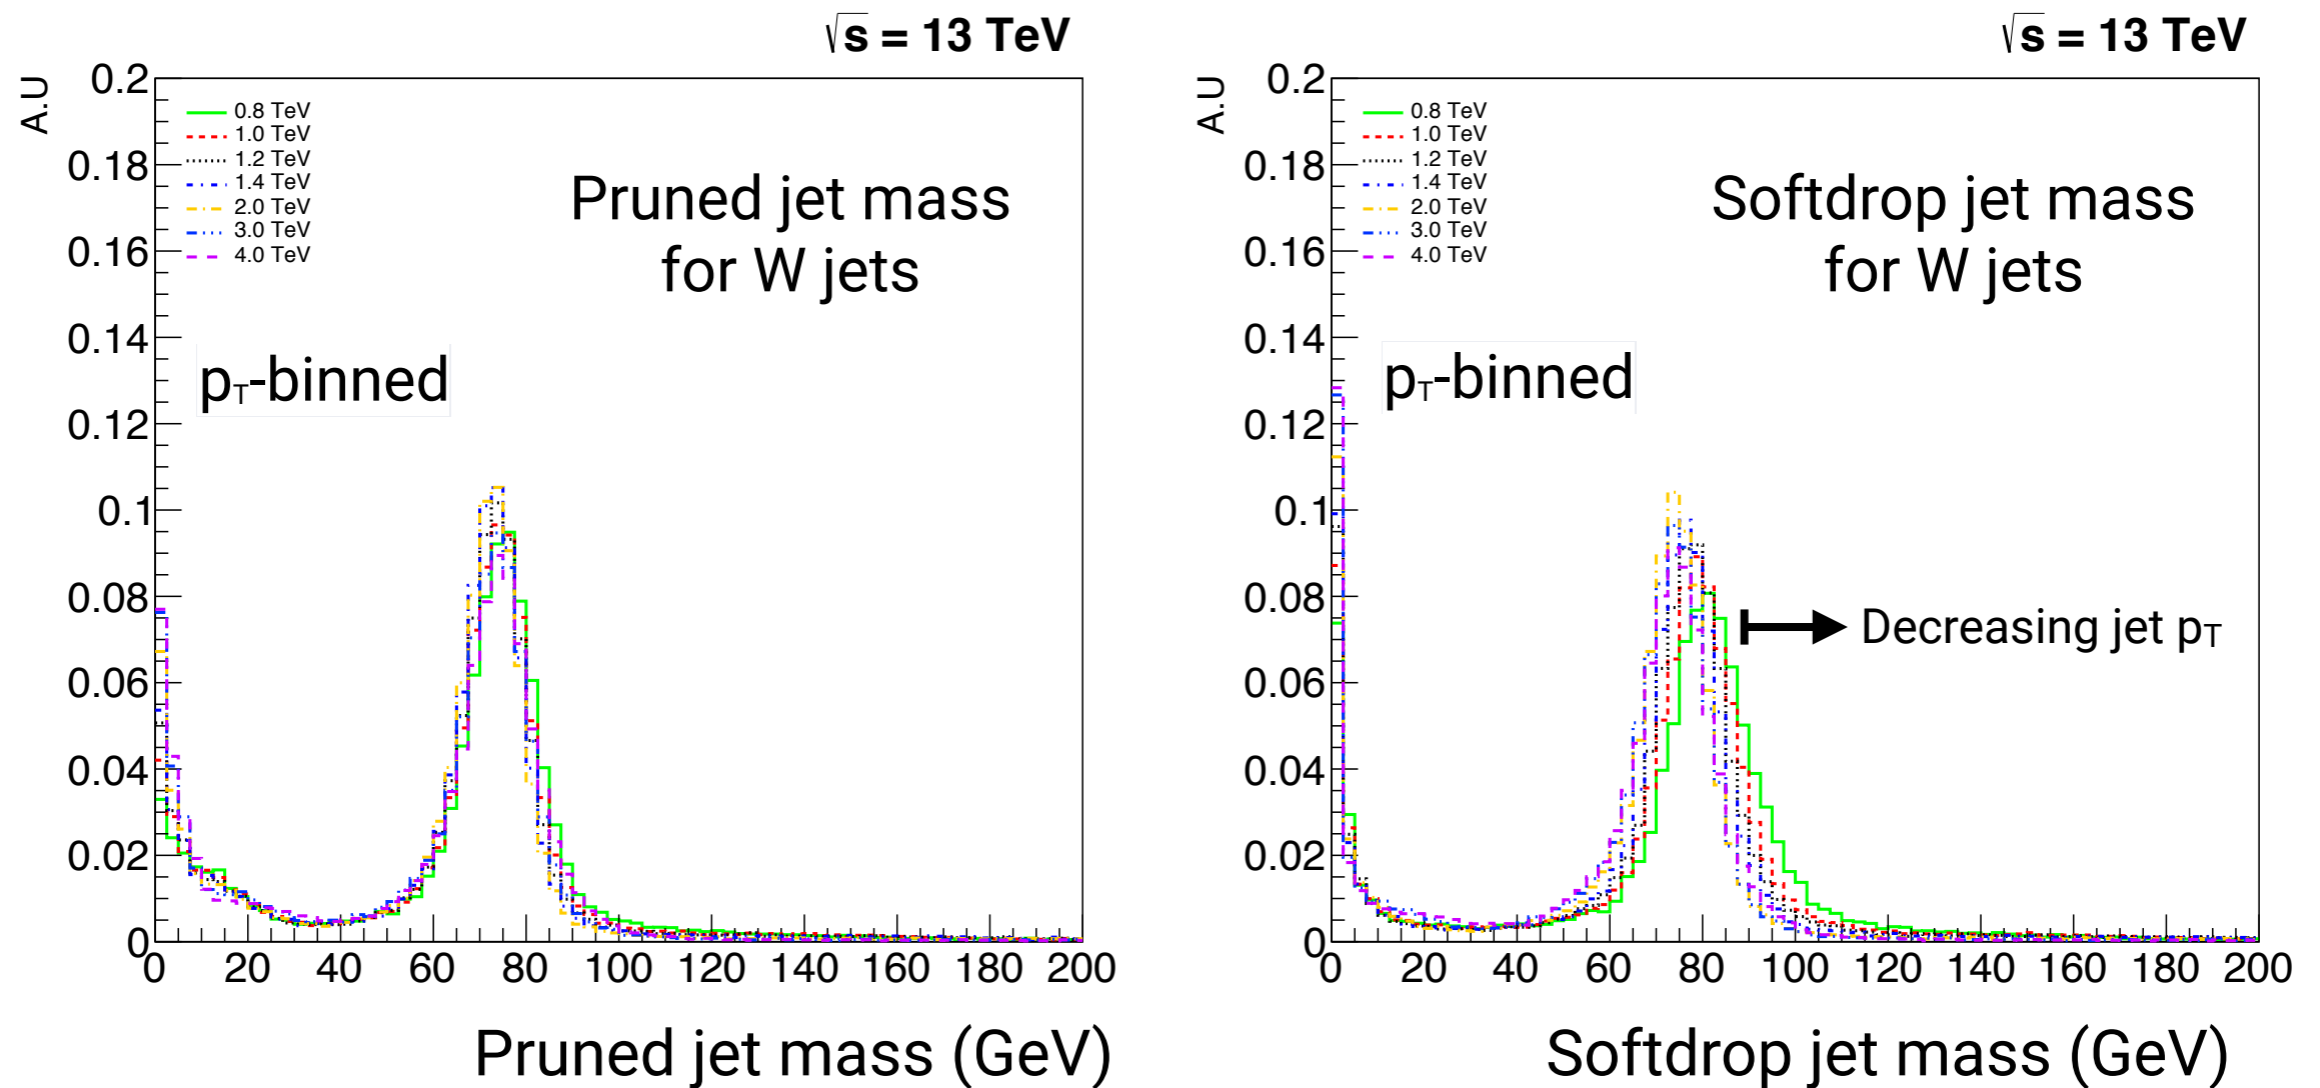 √s = 13 TeV
A.U
0.2
0.18
0.16
0.14
0.12
0.1
0.08
0.06
0.04
0.02
0
0.8 TeV
1.0 TeV
1.2 TeV
1.4 TeV
2.0 TeV
3.0 TeV
4.0 TeV
Pruned jet mass
for W jets
pT-binned
0 20 40 60 80 100 120 140 160 180 200
Pruned jet mass (GeV)
√s = 13 TeV
A.U
0.2
0.18
0.16
0.14
0.12
0.1
0.08
0.06
0.04
0.02
0
0.8 TeV
1.0 TeV
1.2 TeV
1.4 TeV
2.0 TeV
3.0 TeV
4.0 TeV
Softdrop jet mass
for W jets
pT-binned
Decreasing jet pT
0 20 40 60 80 100 120 140 160 180 200
Softdrop jet mass (GeV)